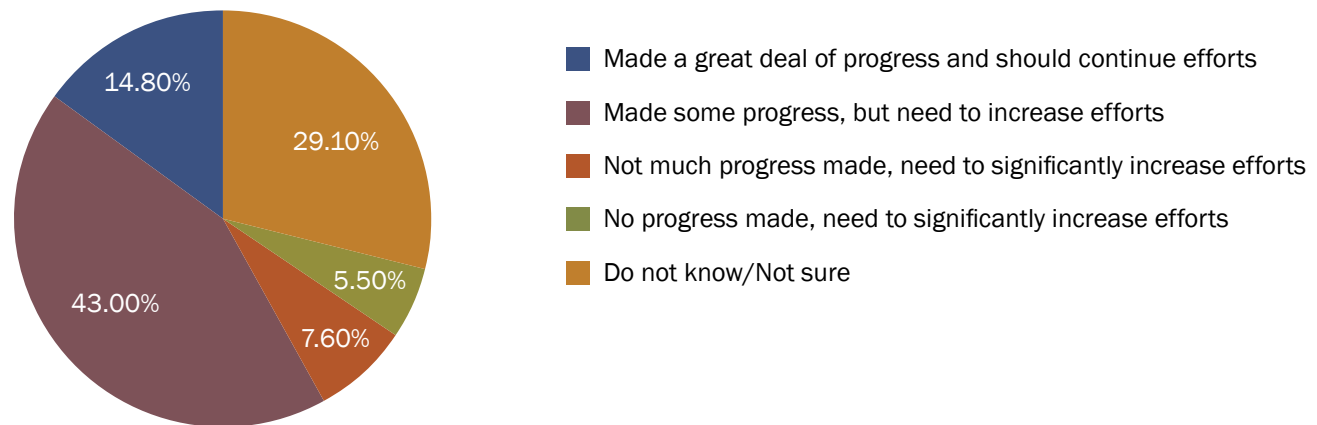 14.80%
29.10%
5.50%
7.60%
43.00%
Made a great deal of progress and should continue efforts
Made some progress, but need to increase efforts
Not much progress made, need to significantly increase efforts
No progress made, need to significantly increase efforts
Do not know/Not sure